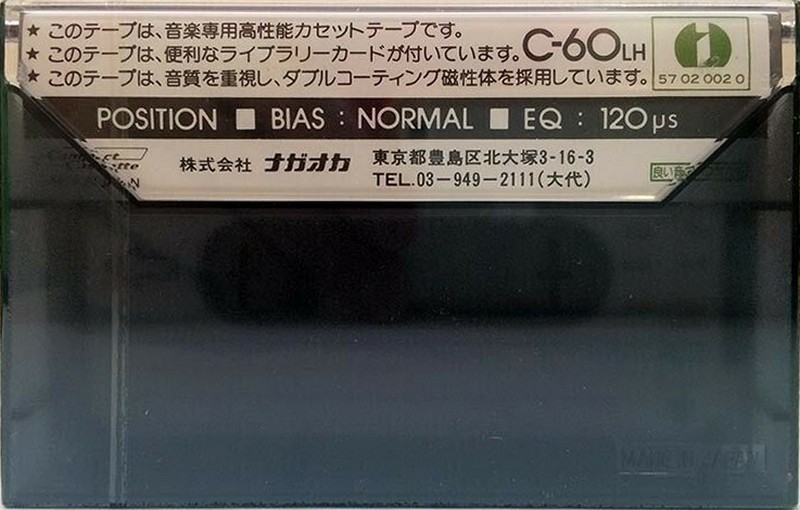 ★ このテープは、音楽専用高性能カセットテープです。
★ このテープは、便利なライブラリーカードが付いています。
★ このテープは、音質を重視し、ダブルコーティング磁性体を採用しています。
C-60LH
57 02 002 0
POSITION ■ BIAS : NORMAL ■ EQ : 120μs
株式会社 ナガオカ
東京都豊島区北大塚3-16-3
TEL.03-949-2111(大代)
良い音
MADE IN JAPAN